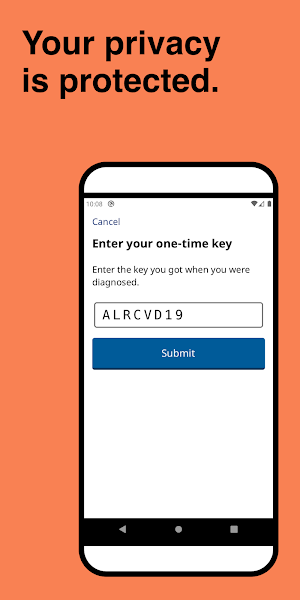 Your privacy
is protected.
10:08
Cancel
Enter your one-time key
Enter the key you got when you were
diagnosed.
ALRCVD19
Submit